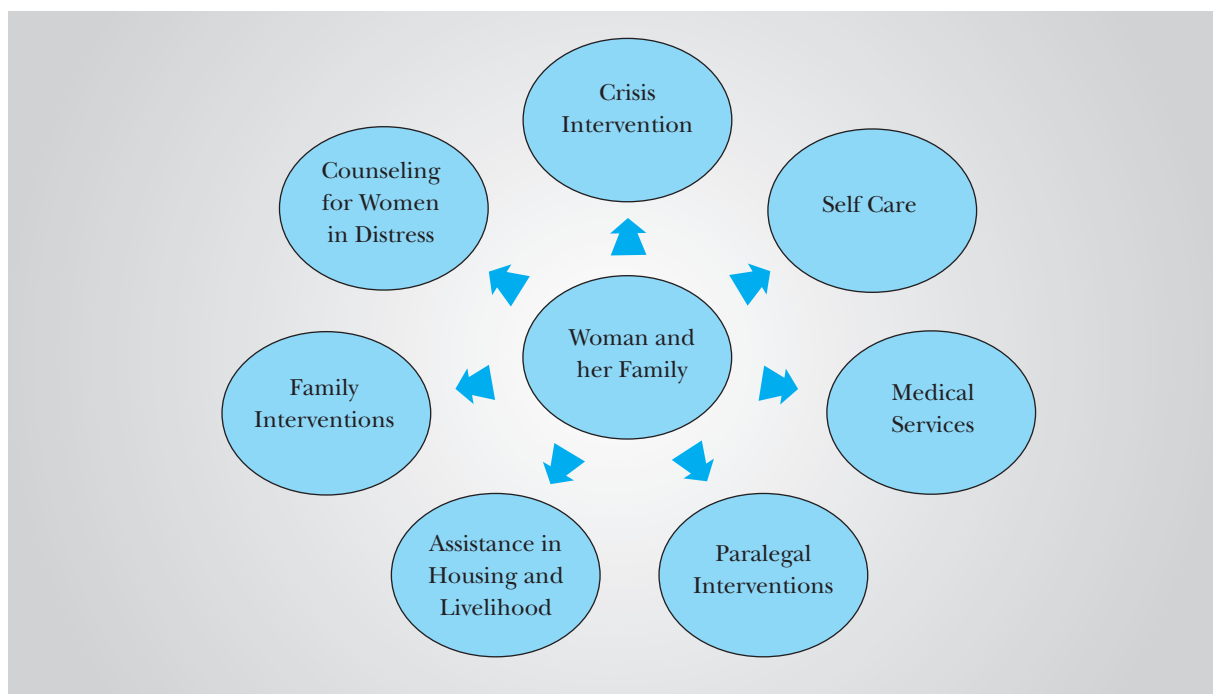 Crisis
Intervention
Counseling
for Women
in Distress
Self Care
Woman and
her Family
Family
Interventions
Medical
Services
Assistance in
Housing and
Livelihood
Paralegal
Interventions